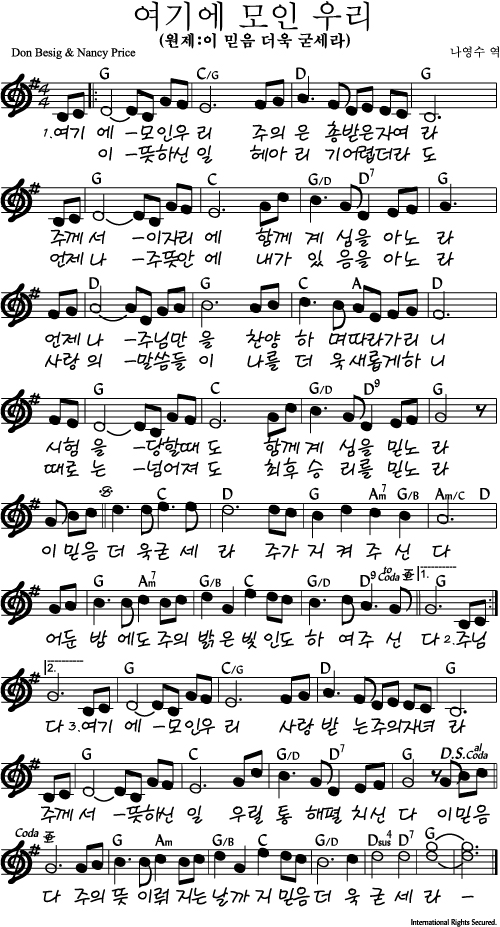 여기에 모인 우리
(원제:이 믿음 더욱 굳세라)
Don Besig & Nancy Price 나영수 역
G C/G D G
1.여기 에 -모인우 리 주의 은 총받은자여 라
이 -뜻하신 일 헤아 리 기어렵더라 도
G C G/D D7 G
주께 서 -이자리 에 함께 계 심을 아노 라
언제 나 -주뜻안 에 내가 있 음을 아노 라
D G C A D
언제 나 -주님만 을 찬양 하 며따라가리 니
사랑 의 -말씀들 이 나를 더 욱새롭게하니
G C G/D D9 G
시험 을 -당할때 도 함께 계 심을 믿노 라
때로 는 -넘어져 도 최후 승 리를 믿노 라
G C D G Am7 G/B Am/C D
이 믿음 더 욱굳 세 라 주가 지 켜 주 신 다
G Am7 G/B C G/D D9 to Coda 1. G
어둔 밤 에도 주의 밝은 빛 인도 하 여주 신 다 2.주님
2. G C/G D G
다 3.여기 에 -모인우 리 사랑 받 는주의자녀 라
G C G/D D7 G D.S. al Coda
주께 서 -뜻하신 일 우릴 통 해펼 치신 다 이믿음
Coda G Am G/B C G/D Dsus4 D7 G
다 주의 뜻 이뤄 지는 날까 지 믿음 더 욱 굳 세 라 -
International Rights Secured.